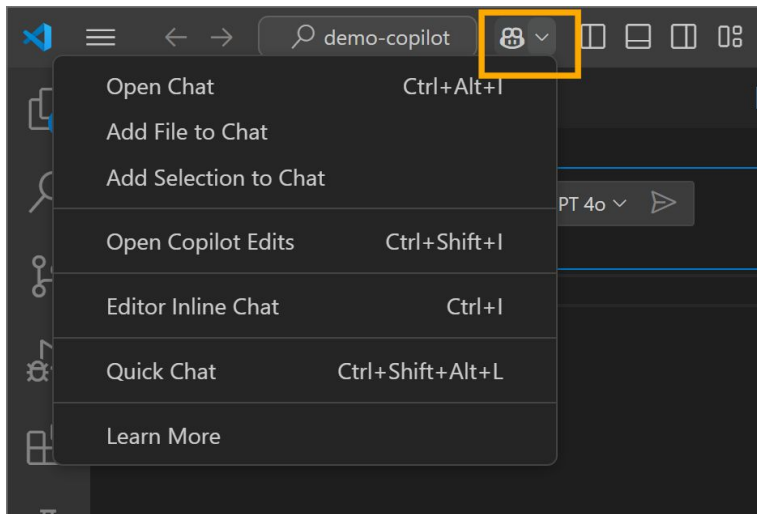 demo-copilot
Open Chat Ctrl+Alt+I
Add File to Chat
Add Selection to Chat
PT 4o
Open Copilot Edits Ctrl+Shift+I
Editor Inline Chat Ctrl+I
Quick Chat Ctrl+Shift+Alt+L
Learn More